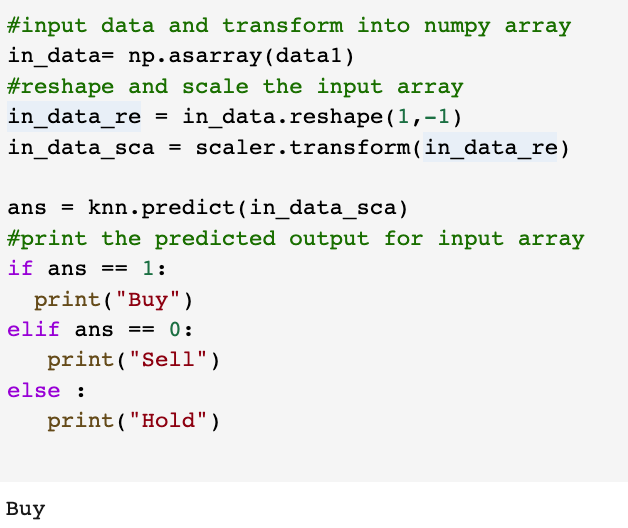 #input data and transform into numpy array
in_data= np.asarray(data1)
#reshape and scale the input array
in_data_re = in_data.reshape(1,-1)
in_data_sca = scaler.transform(in_data_re)

ans = knn.predict(in_data_sca)
#print the predicted output for input array
if ans == 1:
  print("Buy")
elif ans == 0:
   print("Sell")
else :
   print("Hold")

Buy